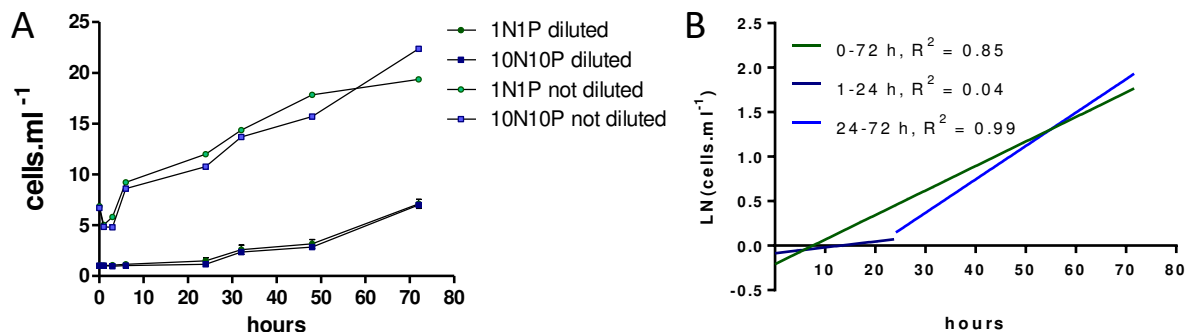 A
cells.ml-1
25
20
15
10
5
0
0 10 20 30 40 50 60 70 80
hours
1N1P diluted
10N10P diluted
1N1P not diluted
10N10P not diluted
B
LN(cells.ml-1)
2.5
2.0
1.5
1.0
0.5
0.0
-0.5
10 20 30 40 50 60 70 80
hours
0-72 h, R2 = 0.85
1-24 h, R2 = 0.04
24-72 h, R2 = 0.99